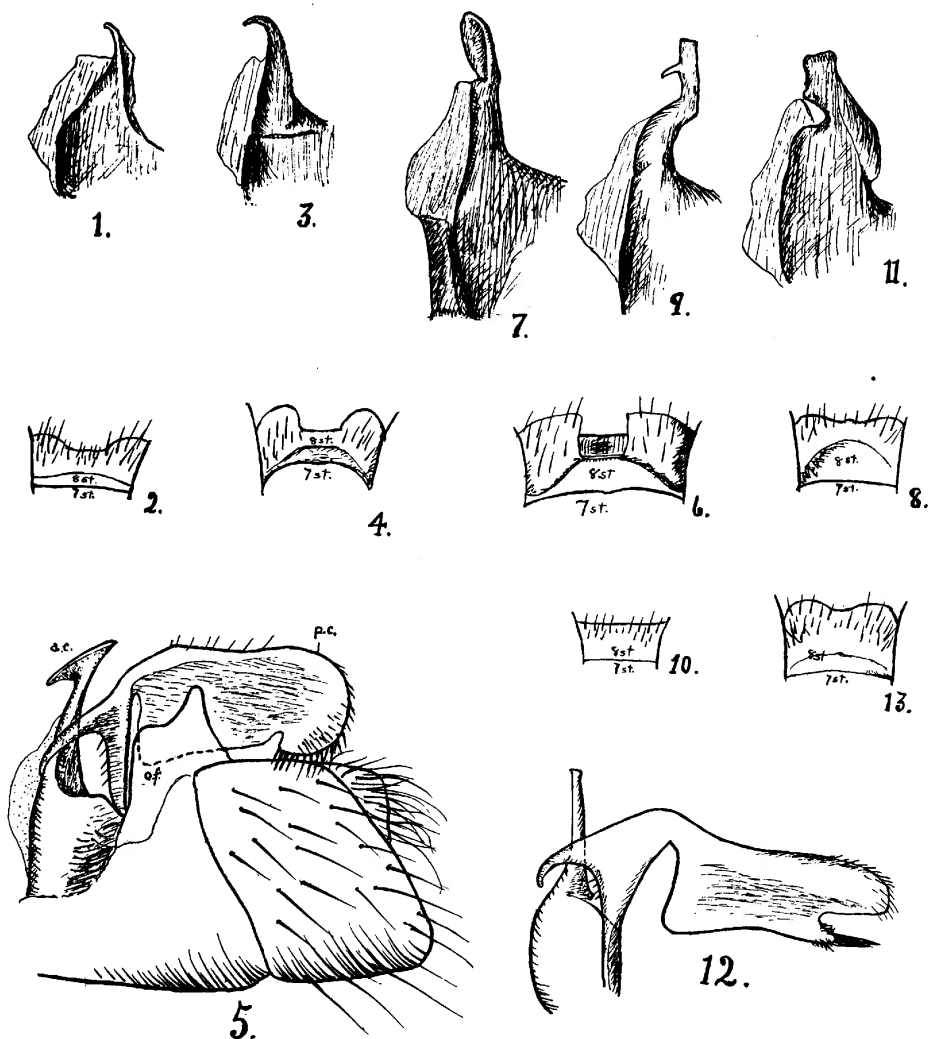 1.
3.
7.
9.
11.
8st.
7st.
2.
8st.
7st.
4.
8st
7st.
6.
8st.
7st.
8.
a.c.
p.c.
o.f.
5.
8st
7st.
10.
8st
7st.
13.
12.